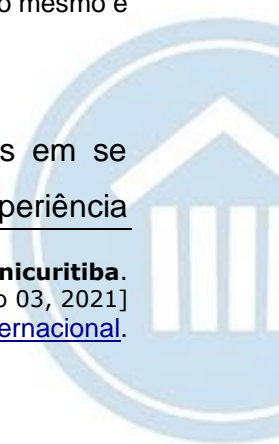 o mesmo e
s em se
periência
nicuritiba.
o 03, 2021]
ernacional.